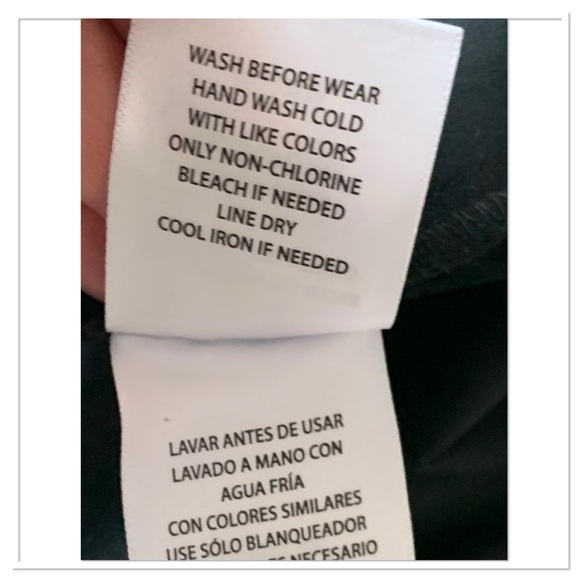 WASH BEFORE WEAR
HAND WASH COLD
WITH LIKE COLORS
ONLY NON-CHLORINE
BLEACH IF NEEDED
LINE DRY
COOL IRON IF NEEDED
LAVAR ANTES DE USAR
LAVADO A MANO CON
AGUA FRÍA
CON COLORES SIMILARES
USE SÓLO BLANQUEADOR
NECESARIO